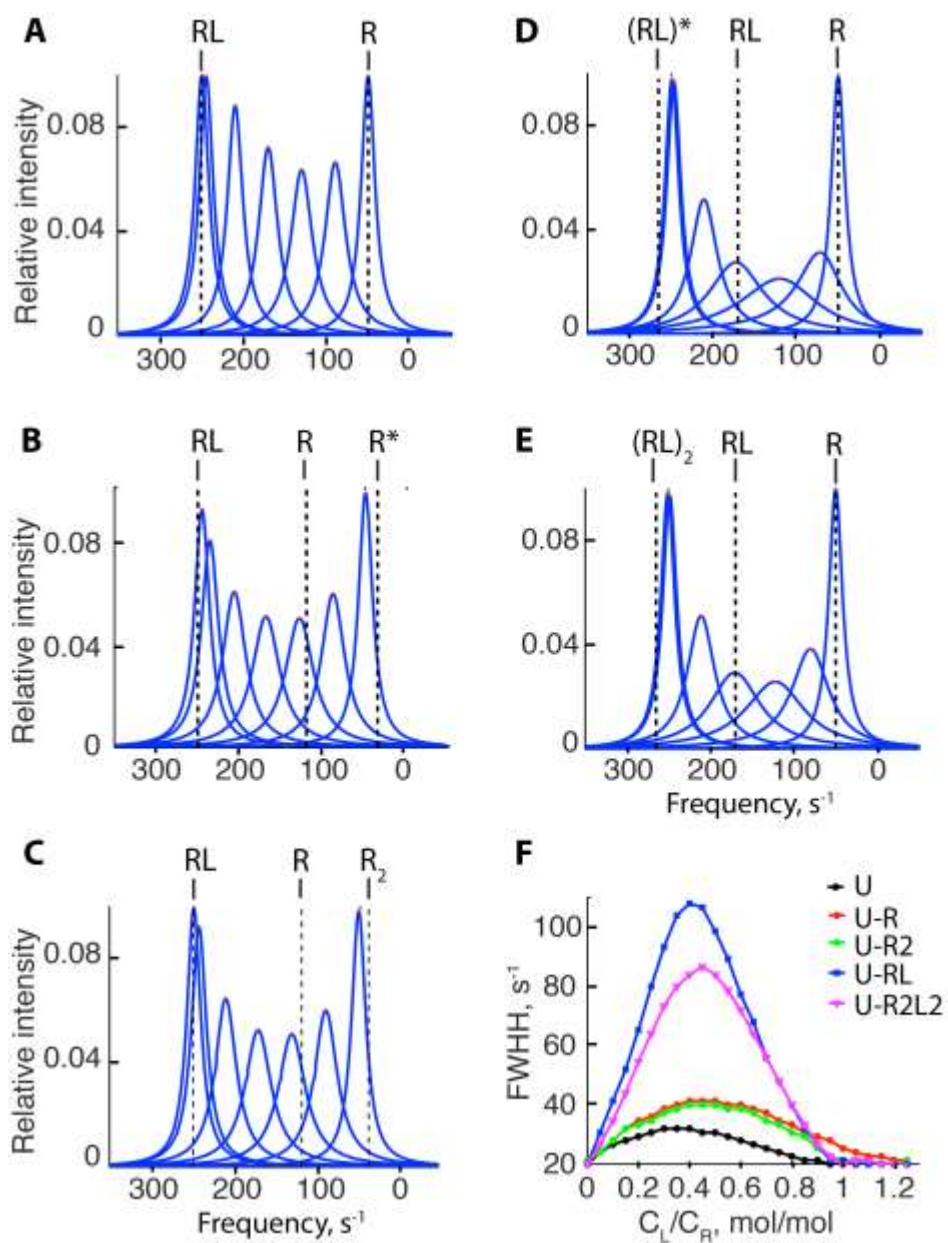 A
RL
R
Relative intensity
0.08
0.04
0
300
200
100
0
D
(RL)*
RL
R
0.08
0.04
0
300
200
100
0
B
RL
R
R*
Relative intensity
0.08
0.04
0
300
200
100
0
E
(RL)2
RL
R
0.08
0.04
0
300
200
100
0
Frequency, s-1
C
RL
R
R2
Relative intensity
0.08
0.04
0
300
200
100
0
Frequency, s-1
F
U
U-R
U-R2
U-RL
U-R2L2
FWHH, s-1
100
80
60
40
20
0
0.2
0.4
0.6
0.8
1
1.2
CL/CR, mol/mol